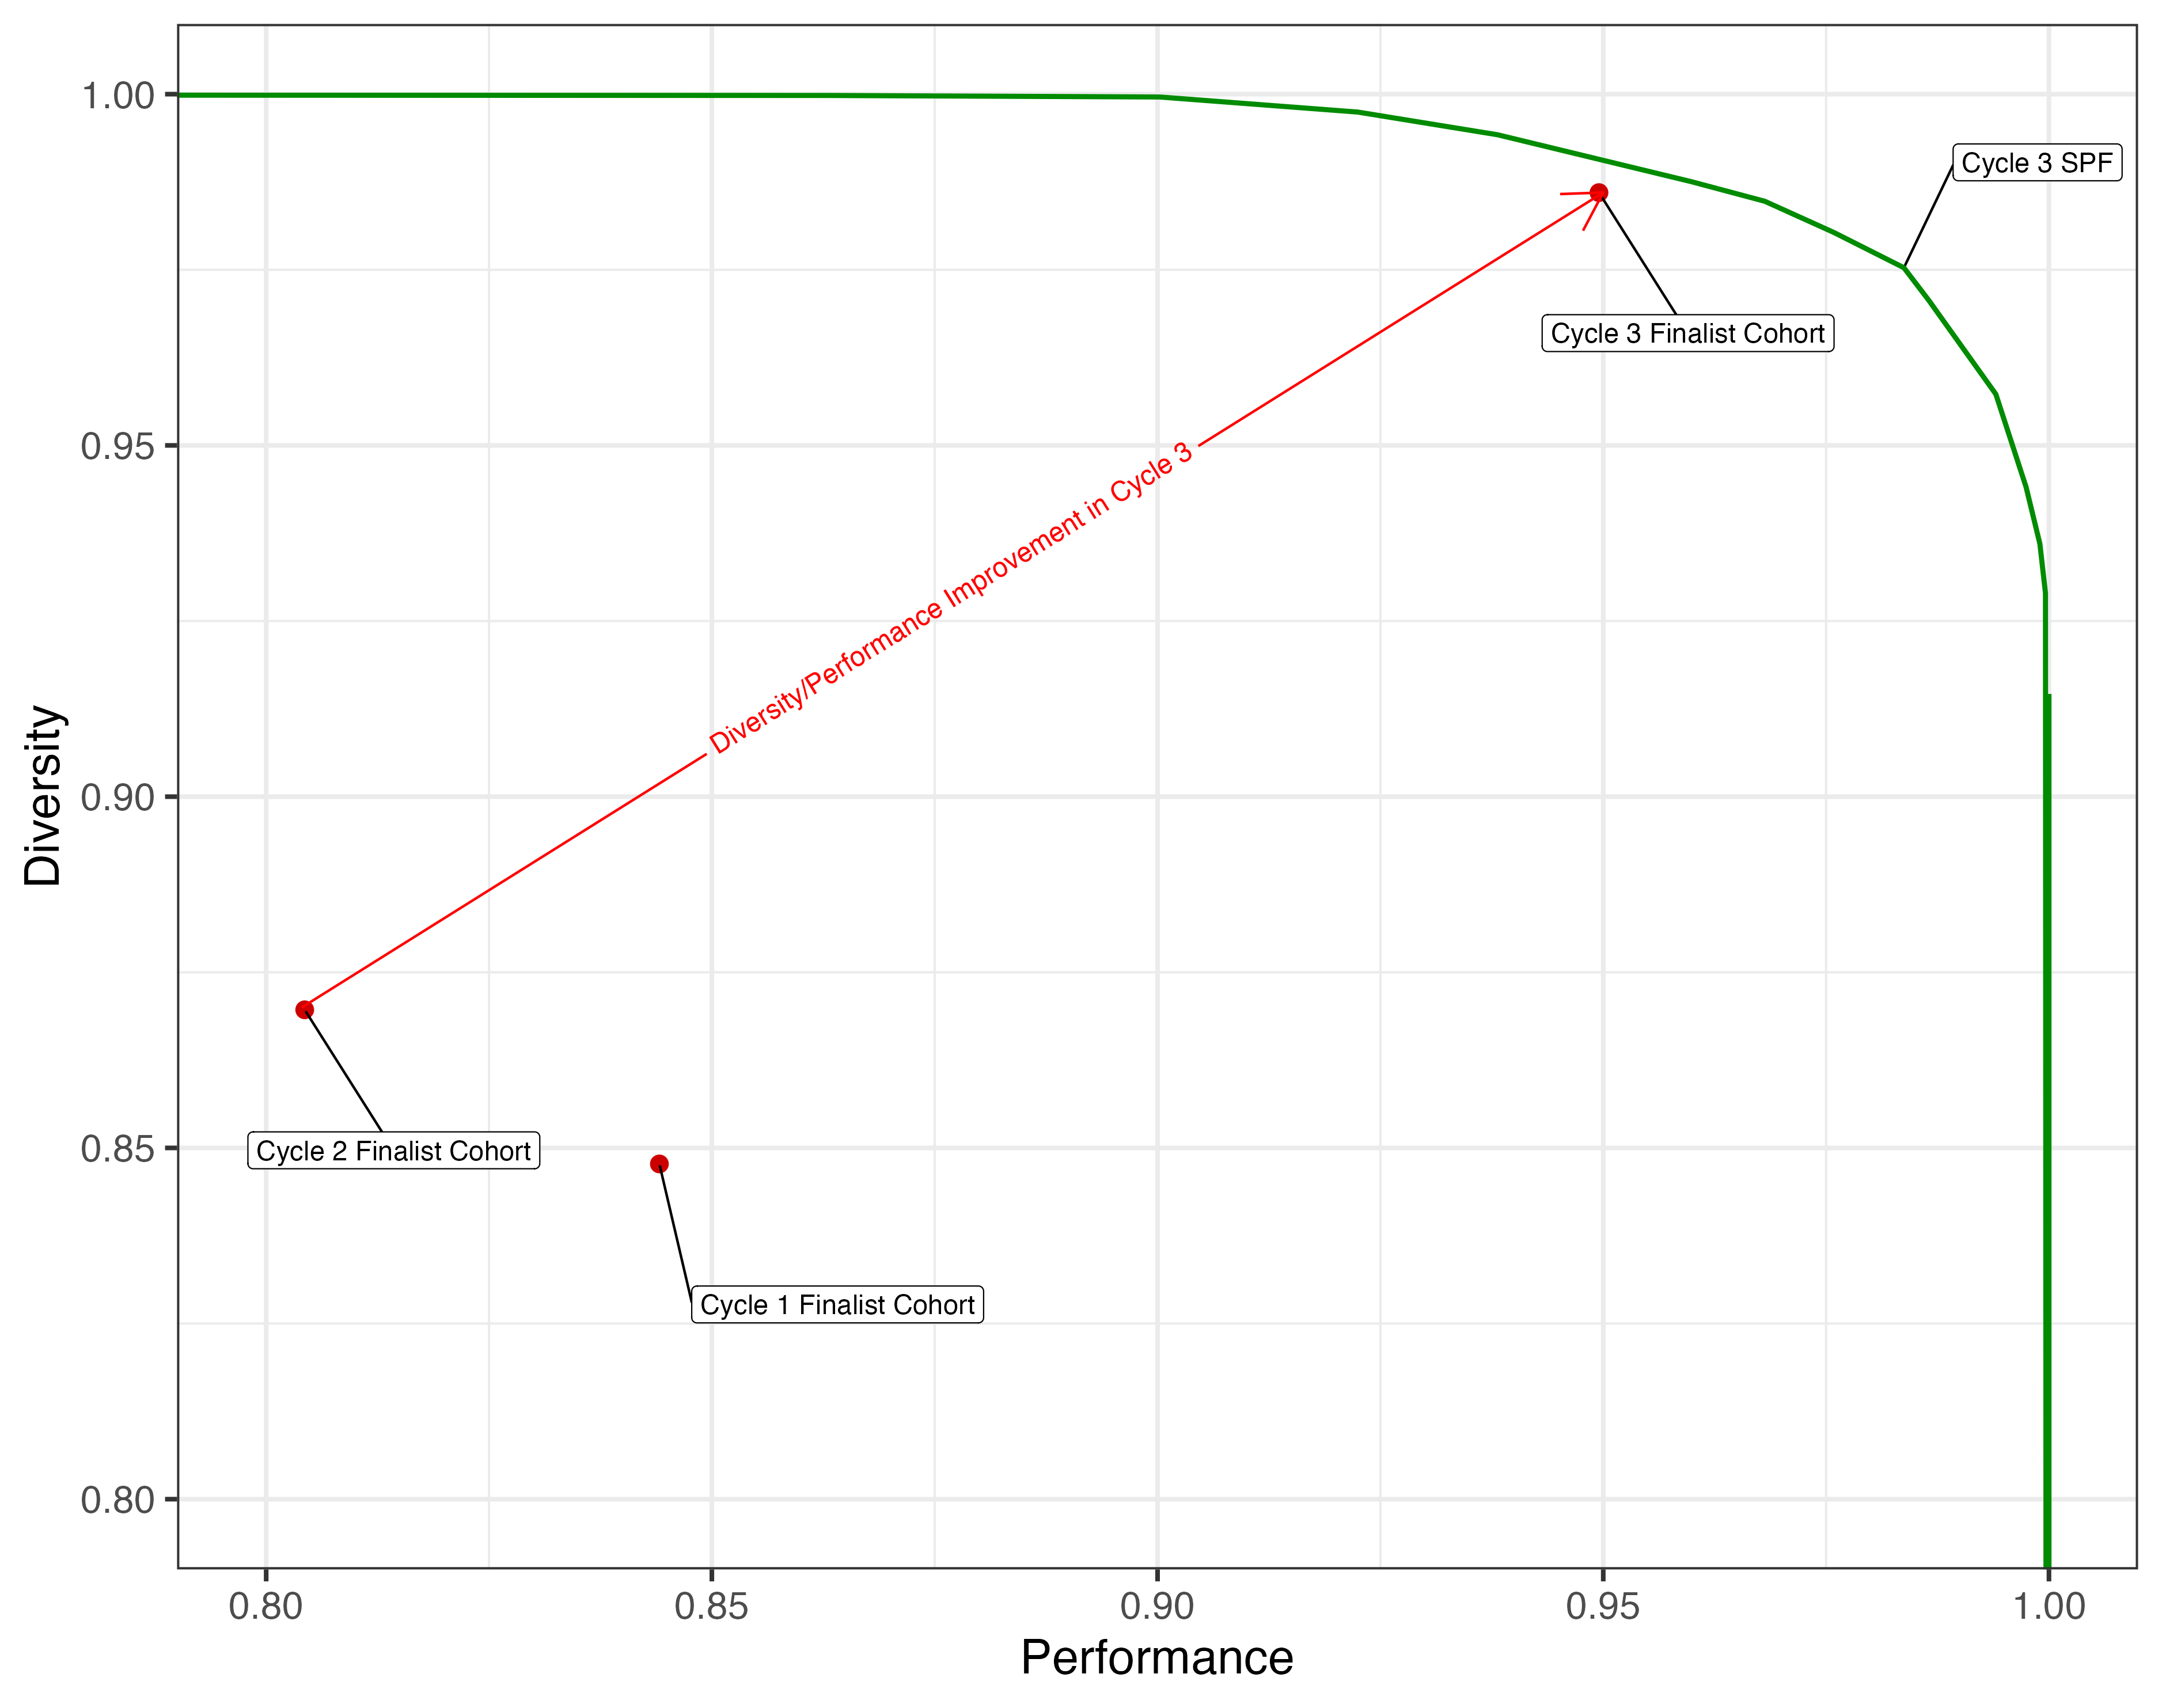 1.00
Cycle 3 SPF
Cycle 3 Finalist Cohort
0.95
Diversity/Performance Improvement in Cycle 3
Diversity
0.90
Cycle 2 Finalist Cohort
0.85
Cycle 1 Finalist Cohort
0.80
0.80 0.85 0.90 0.95 1.00
Performance